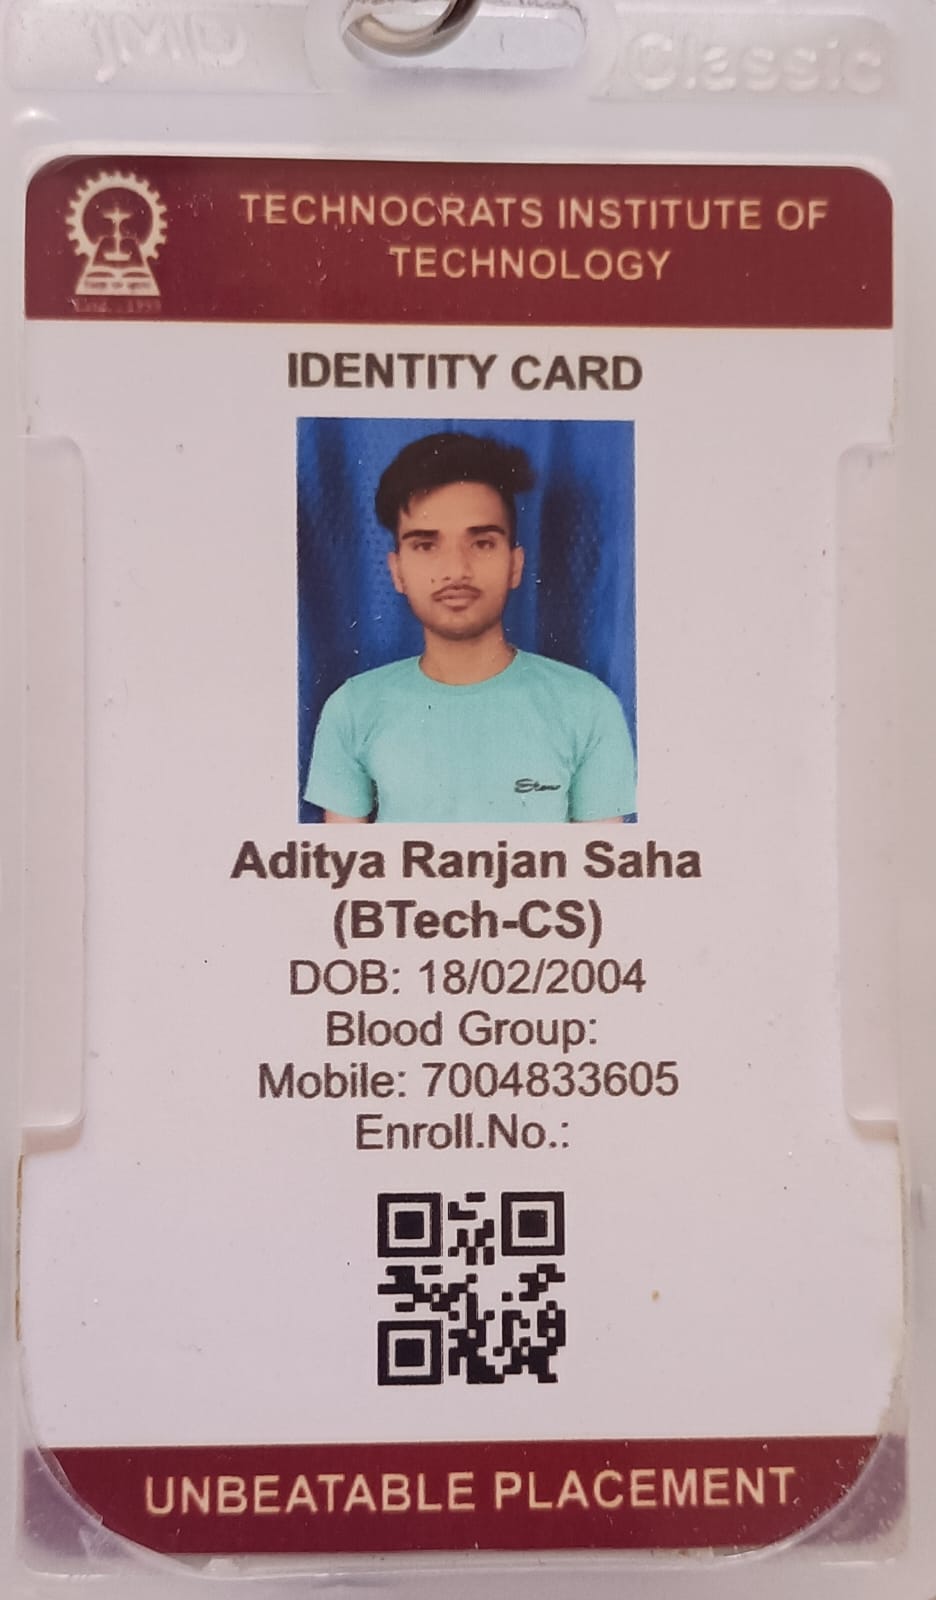 JMD Classic
TECHNOCRATS INSTITUTE OF
TECHNOLOGY
Estd. : 1999
IDENTITY CARD
Aditya Ranjan Saha
(BTech-CS)
DOB: 18/02/2004
Blood Group:
Mobile: 7004833605
Enroll.No.:
UNBEATABLE PLACEMENT